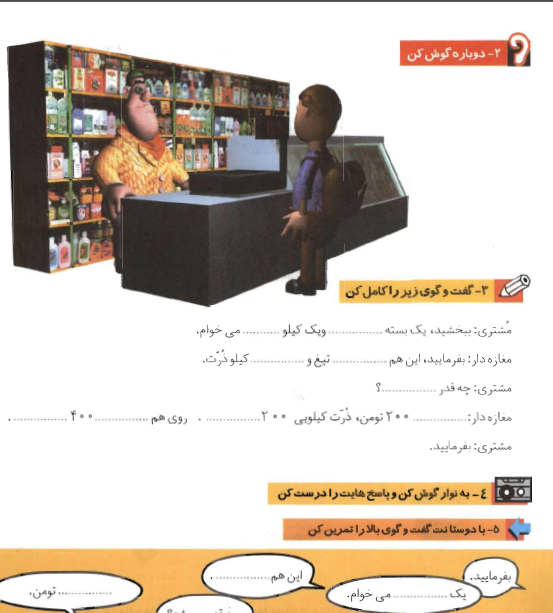 ۲- دوباره گوش کن
۳- گفت و گوی زیر را کامل کن
مُشتری: ببخشید، یک بسته ................ ویک کیلو ........... می خوام.
مغازه دار: بفرمایید، این هم ................ تیغ و ................ کیلو ذُرّت.
مشتری: چه قدر ................؟
مغازه دار: ................ ۲۰۰ تومن، ذُرّت کیلویی ۲۰۰ ................ . روی هم ................ ۴۰۰ ................ .
مشتری: بفرمایید.
۴- به نوار گوش کن و پاسخ هایت را درست کن
۵- با دوستانت گفت و گوی بالا را تمرین کن
بفرمایید.
یک ................ می خوام.
این هم ................ .
................ تومن.